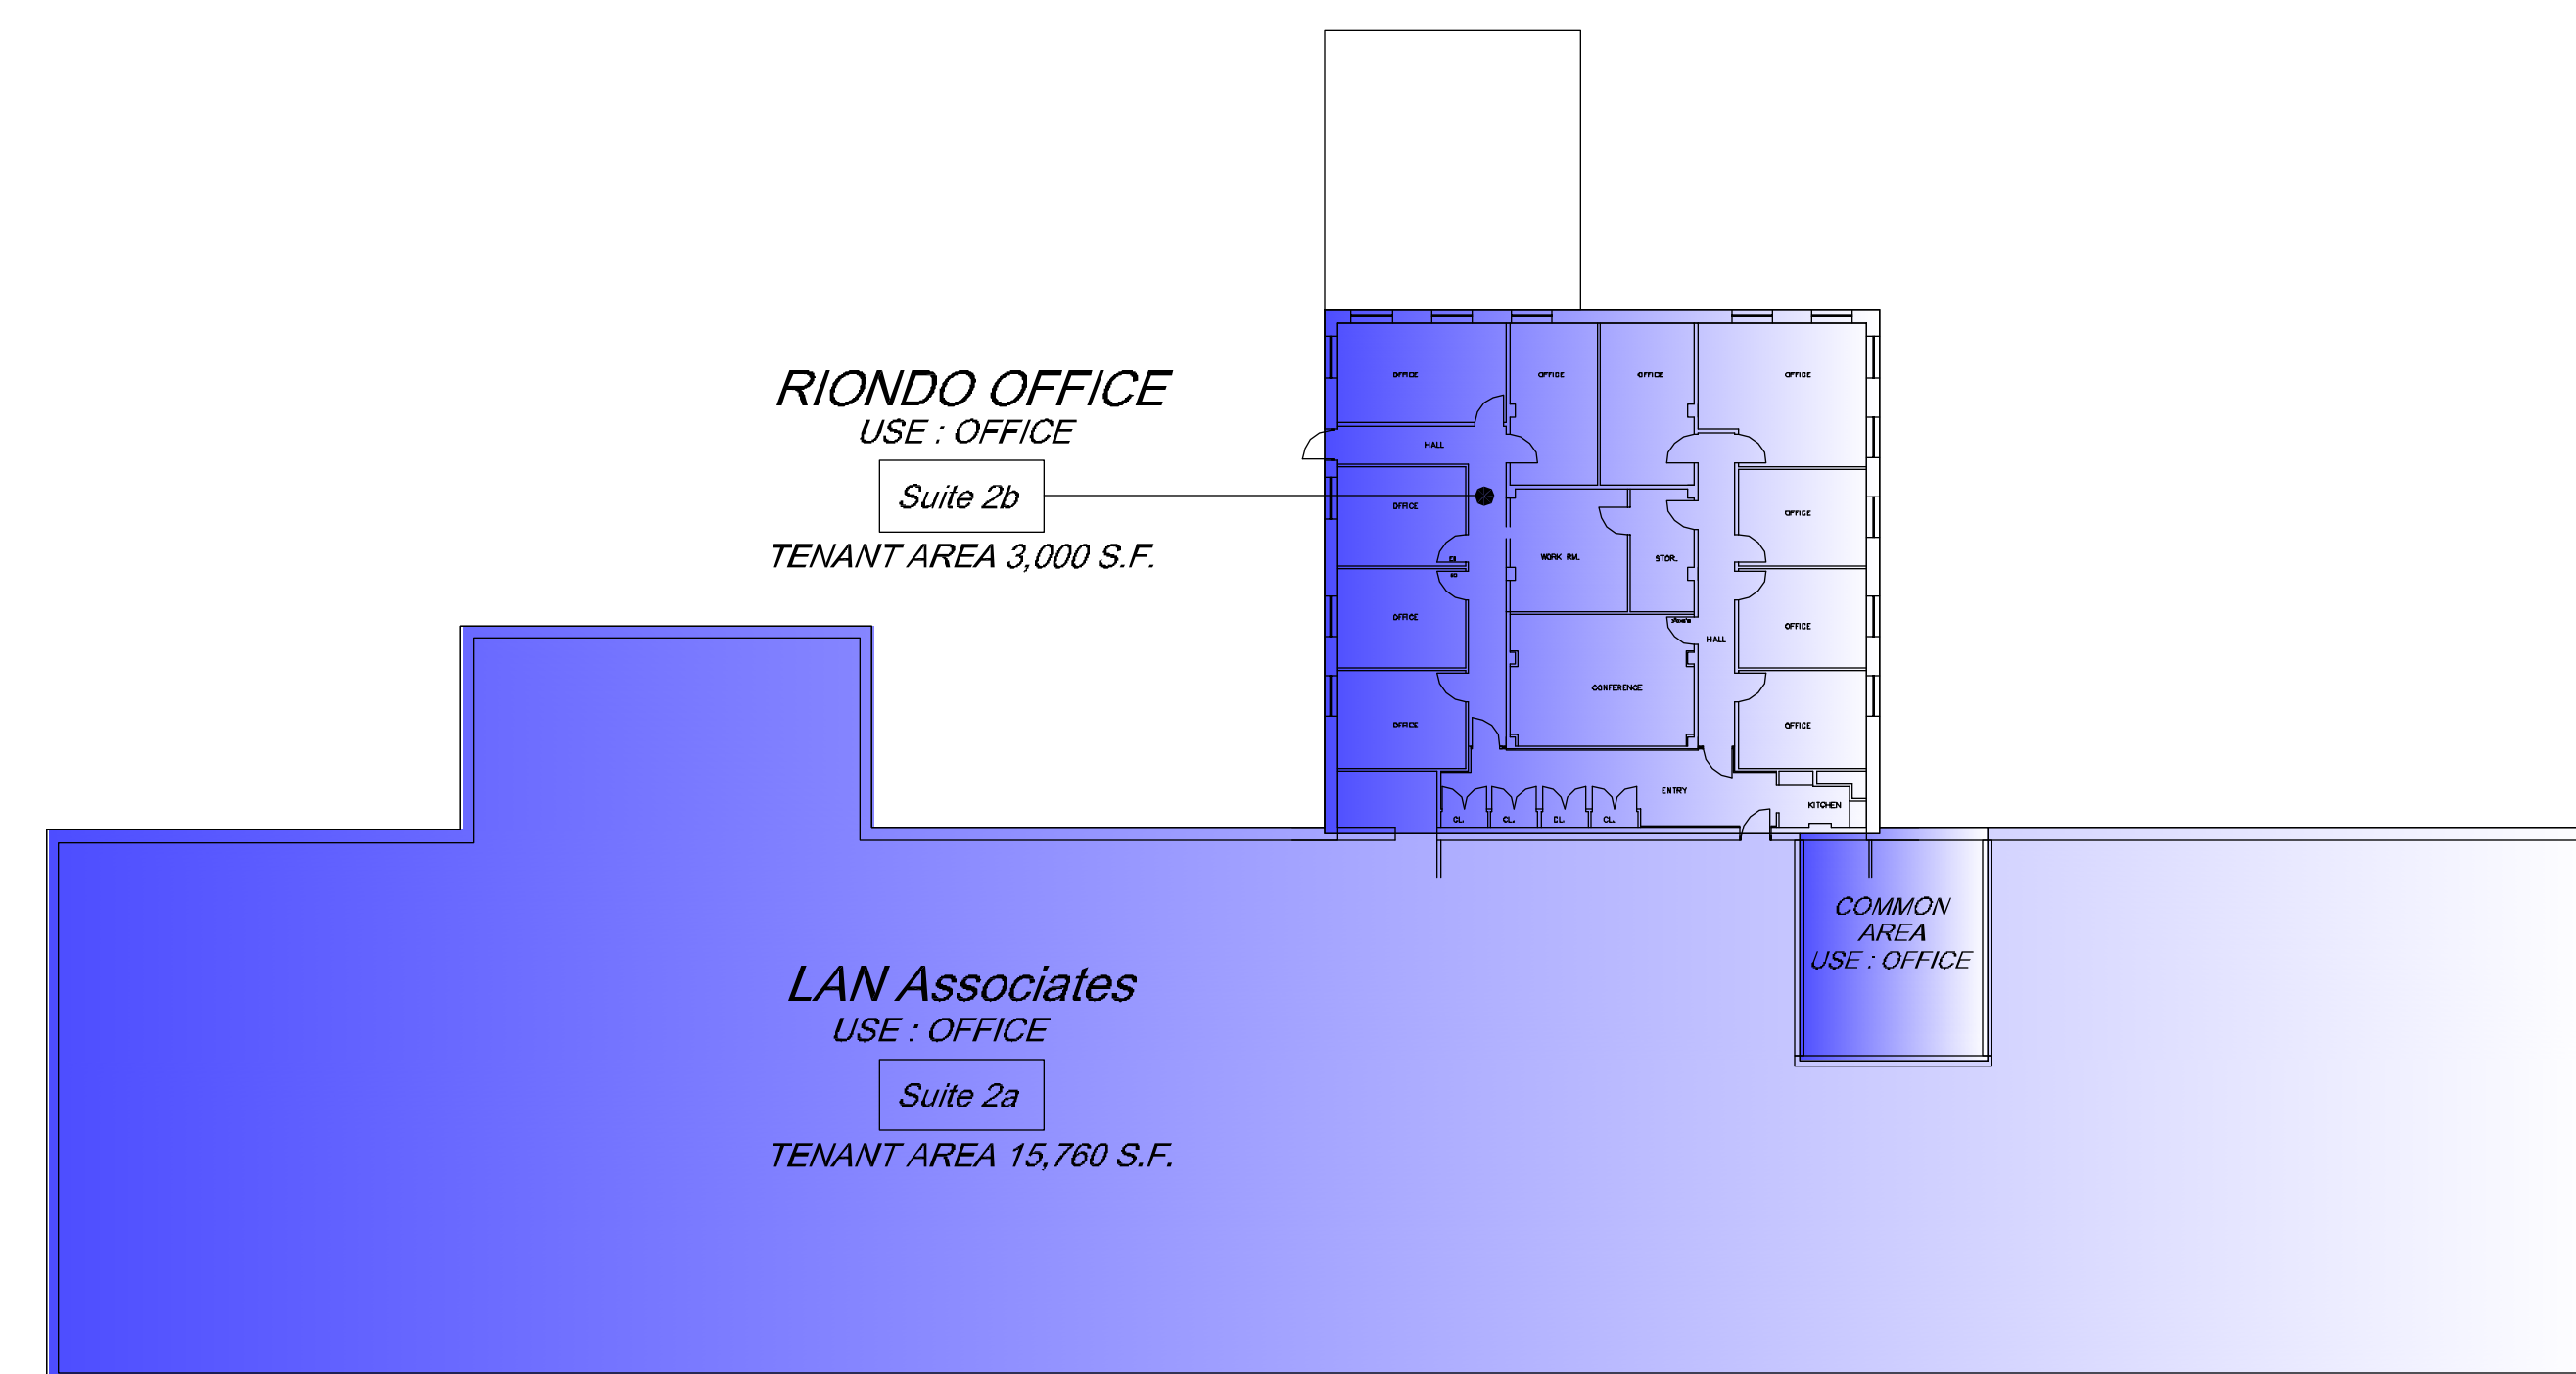 RIONDO OFFICE
USE : OFFICE
Suite 2b
TENANT AREA 3,000 S.F.
OFFICE
OFFICE
OFFICE
OFFICE
HALL
OFFICE
OFFICE
WORK RM.
STOR.
OFFICE
OFFICE
HALL
CONFERENCE
OFFICE
OFFICE
ENTRY
KITCHEN
CL.
CL.
CL.
CL.
COMMON
AREA
USE : OFFICE
LAN Associates
USE : OFFICE
Suite 2a
TENANT AREA 15,760 S.F.